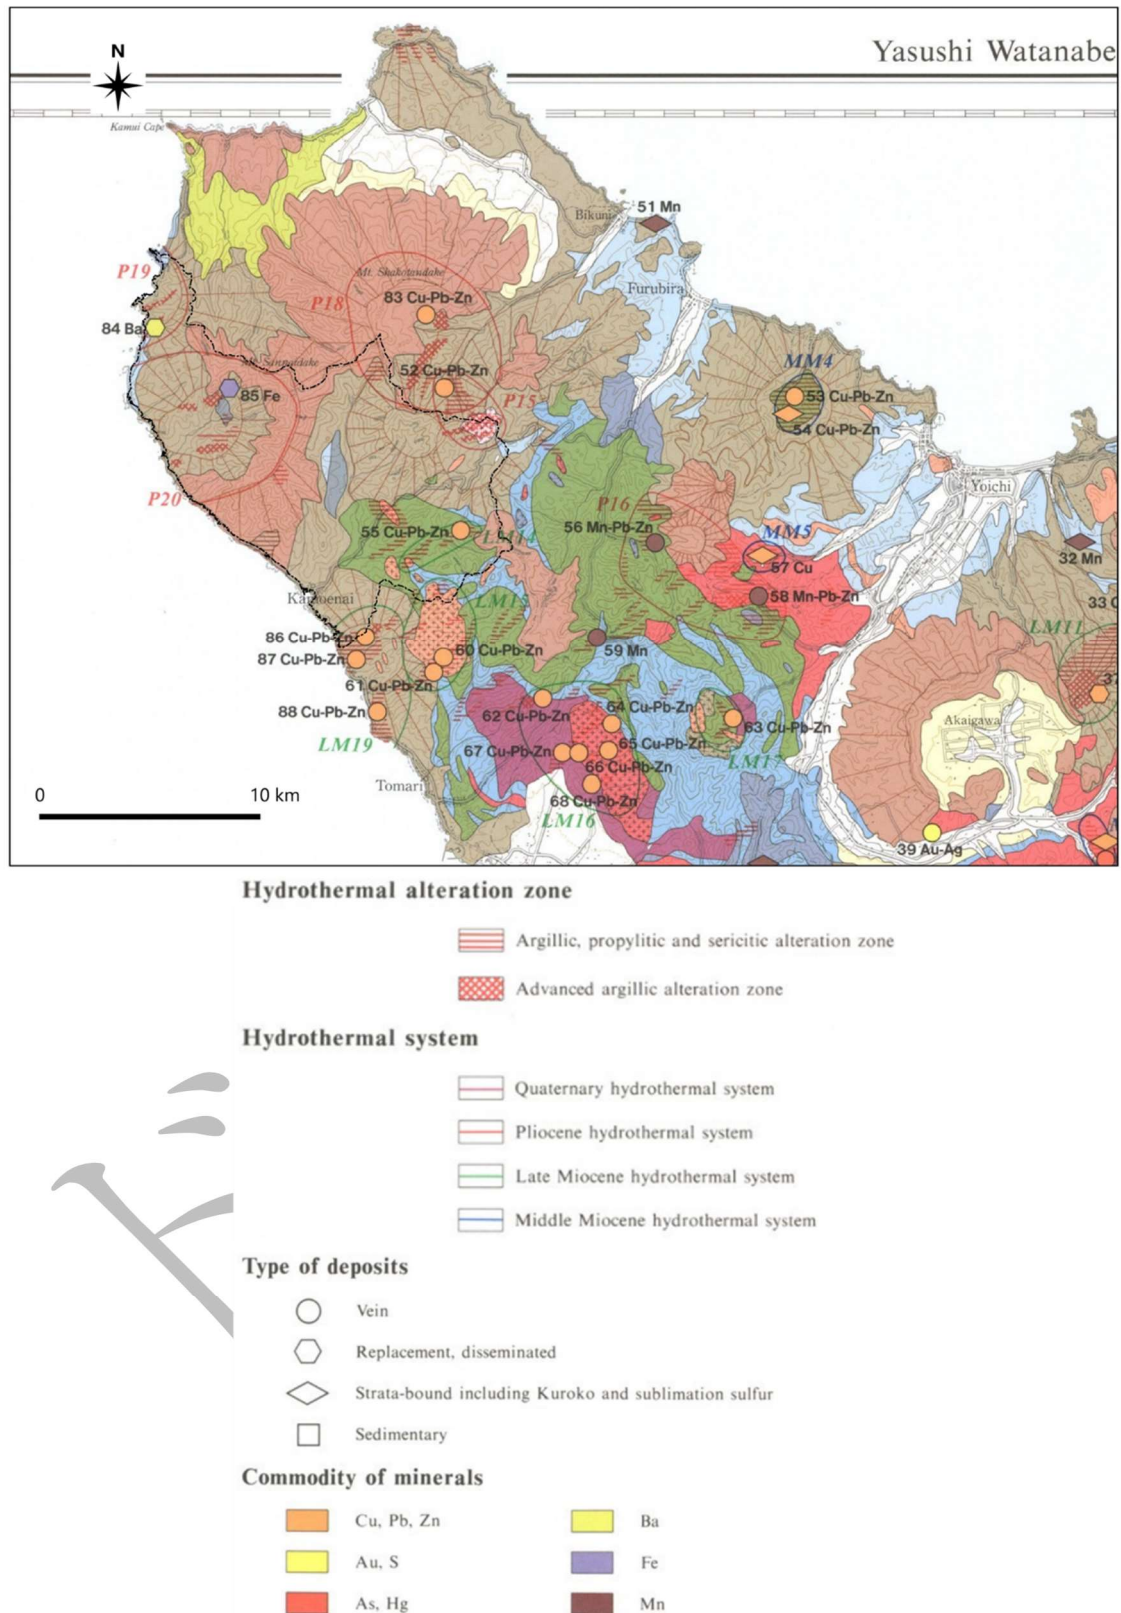 N
Yasushi Watanabe
Kamui Cape
51 Mn
Bikuni
P19
Mt. Shakotandake
Furubira
P18
83 Cu-Pb-Zn
84 Ba
MM4
52 Cu-Pb-Zn
85 Fe
53 Cu-Pb-Zn
P15
54 Cu-Pb-Zn
Yoichi
P20
P16
55 Cu-Pb-Zn
LM14
56 Mn-Pb-Zn
MM5
57 Cu
32 Mn
Kamoenai
LM15
58 Mn-Pb-Zn
33 C
LM11
86 Cu-Pb-Zn
87 Cu-Pb-Zn
60 Cu-Pb-Zn
59 Mn
61 Cu-Pb-Zn
37
88 Cu-Pb-Zn
62 Cu-Pb-Zn
64 Cu-Pb-Zn
63 Cu-Pb-Zn
Akaigawa
LM19
67 Cu-Pb-Zn
65 Cu-Pb-Zn
66 Cu-Pb-Zn
LM17
Tomari
68 Cu-Pb-Zn
0 10 km
LM16
39 Au-Ag
Hydrothermal alteration zone
Argillic, propylitic and sericitic alteration zone
Advanced argillic alteration zone
Hydrothermal system
Quaternary hydrothermal system
Pliocene hydrothermal system
Late Miocene hydrothermal system
Middle Miocene hydrothermal system
Type of deposits
Vein
Replacement, disseminated
Strata-bound including Kuroko and sublimation sulfur
Sedimentary
Commodity of minerals
Cu, Pb, Zn Ba
Au, S Fe
As, Hg Mn